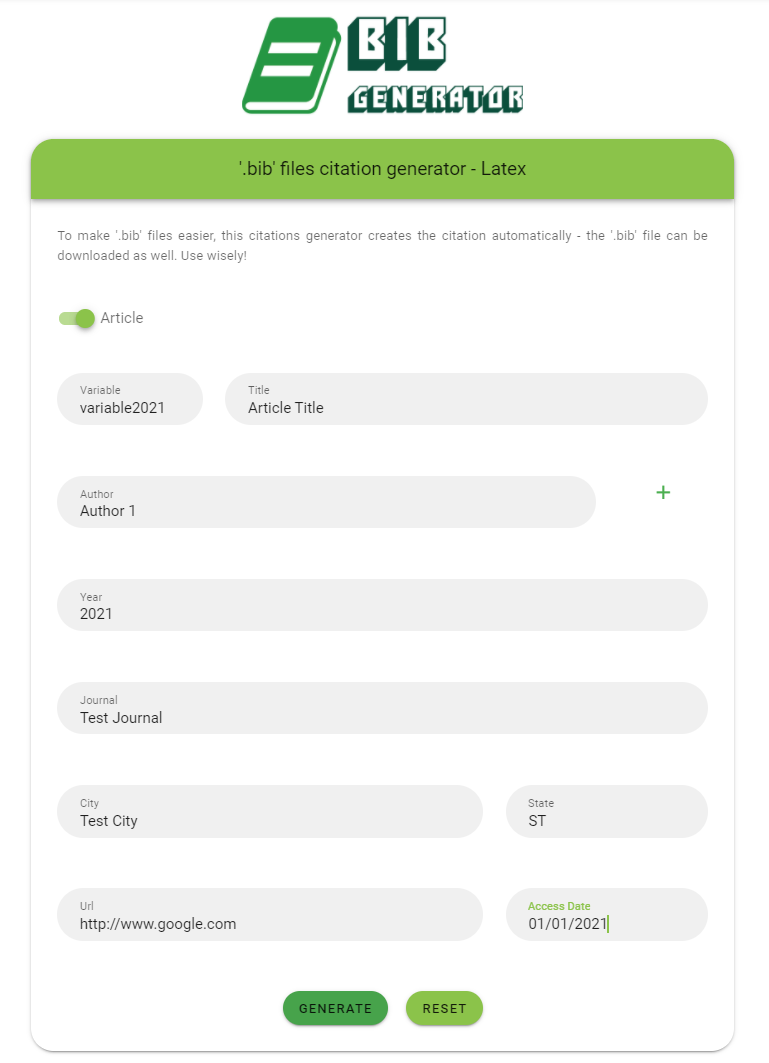 BIB
GENERATOR
'.bib' files citation generator - Latex
To make '.bib' files easier, this citations generator creates the citation automatically - the '.bib' file can be
downloaded as well. Use wisely!
Article
Variable
variable2021
Title
Article Title
Author
Author 1
+
Year
2021
Journal
Test Journal
City
Test City
State
ST
Url
http://www.google.com
Access Date
01/01/2021
GENERATE
RESET